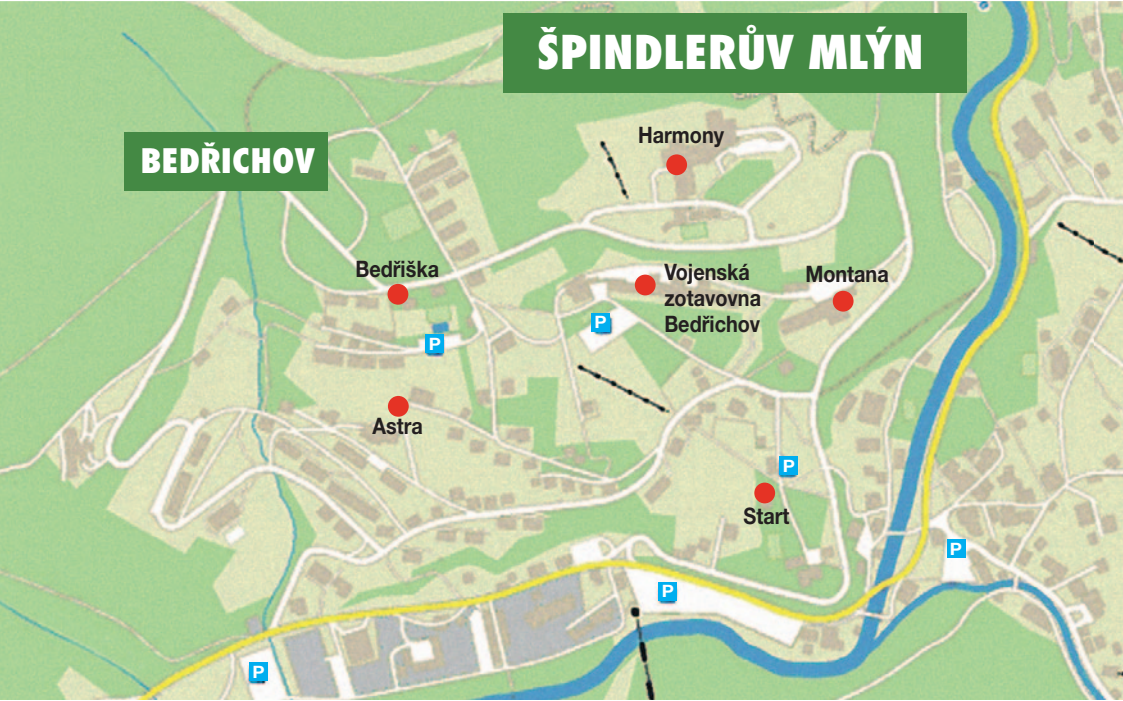 ŠPINDLERŮV MLÝN
BEDŘICHOV
Harmony
Bedřiška
Vojenská
zotavovna
Bedřichov
Montana
P
P
Astra
P
Start
P
P
P